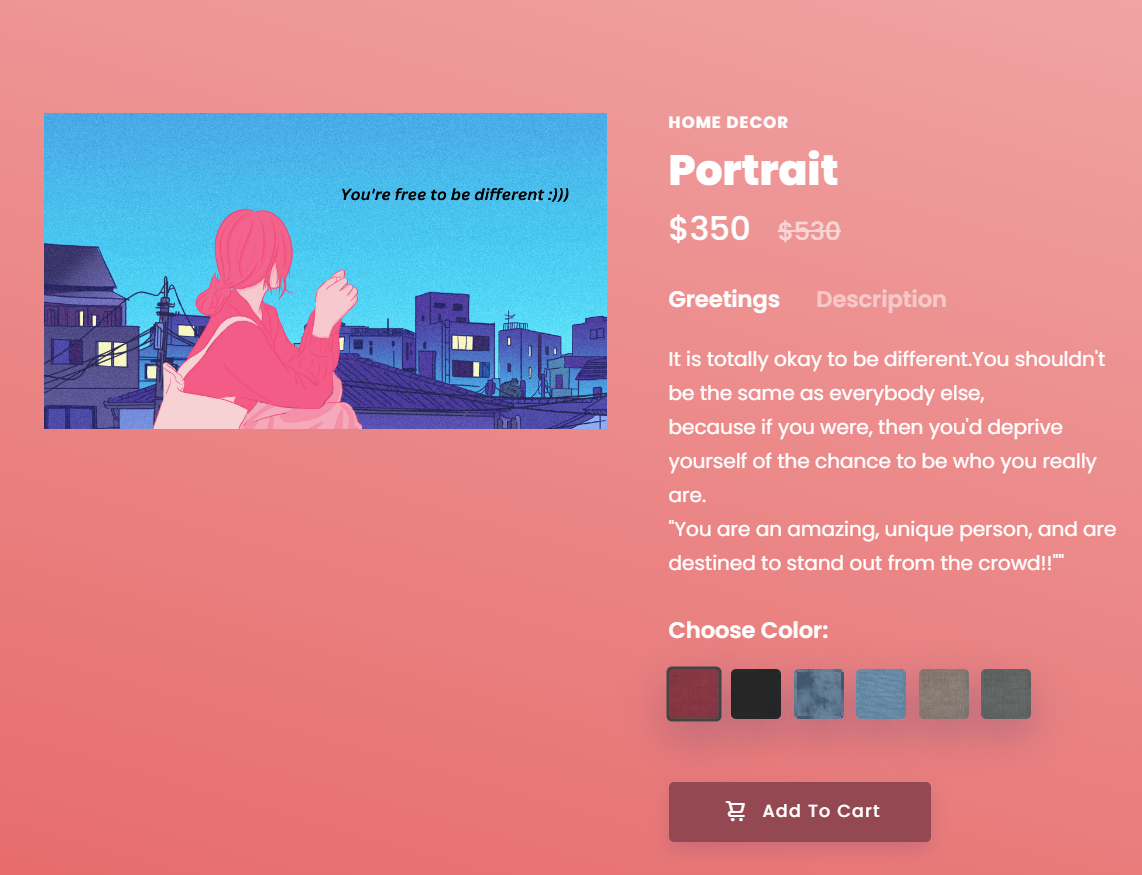 You're free to be different :)))
HOME DECOR
Portrait
$350 $530
Greetings Description
It is totally okay to be different.You shouldn't
be the same as everybody else,
because if you were, then you'd deprive
yourself of the chance to be who you really
are.
"You are an amazing, unique person, and are
destined to stand out from the crowd!!""
Choose Color:
Add To Cart